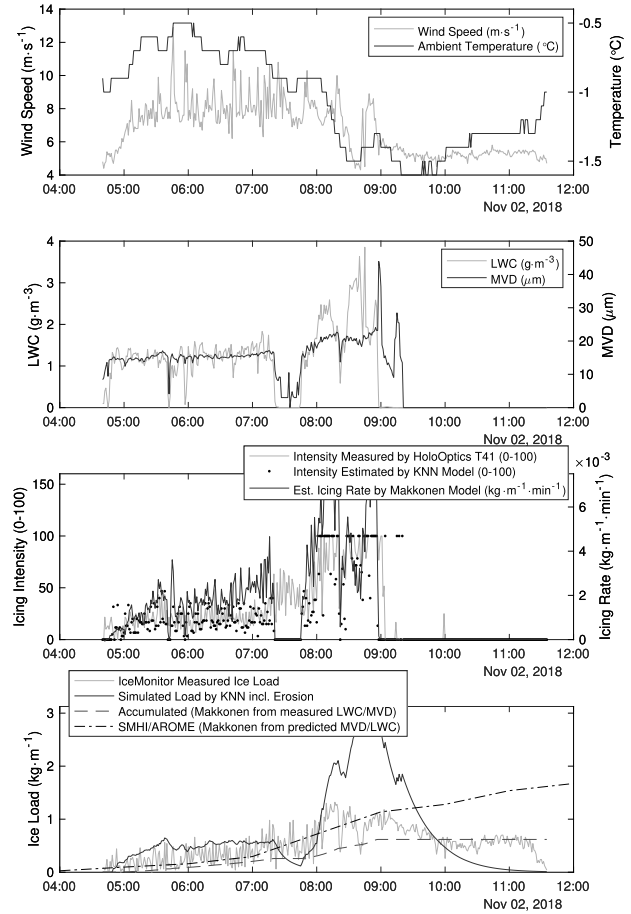 14
12
10
8
6
4
Wind Speed (m·s⁻¹)
Wind Speed (m·s⁻¹)
Ambient Temperature (°C)
-0.5
-1
-1.5
Temperature (°C)
04:00 05:00 06:00 07:00 08:00 09:00 10:00 11:00 12:00
Nov 02, 2018
4
3
2
1
0
LWC (g·m⁻³)
LWC (g·m⁻³)
MVD (μm)
50
40
30
20
10
0
MVD (μm)
04:00 05:00 06:00 07:00 08:00 09:00 10:00 11:00 12:00
Nov 02, 2018
Intensity Measured by HoloOptics T41 (0-100)
Intensity Estimated by KNN Model (0-100)
Est. Icing Rate by Makkonen Model (kg·m⁻¹·min⁻¹)
×10⁻³
150
100
50
0
Icing Intensity (0-100)
6
4
2
0
Icing Rate (kg·m⁻¹·min⁻¹)
04:00 05:00 06:00 07:00 08:00 09:00 10:00 11:00 12:00
Nov 02, 2018
IceMonitor Measured Ice Load
Simulated Load by KNN incl. Erosion
Accumulated (Makkonen from measured LWC/MVD)
SMHI/AROME (Makkonen from predicted MVD/LWC)
3
2
1
0
Ice Load (kg·m⁻¹)
04:00 05:00 06:00 07:00 08:00 09:00 10:00 11:00 12:00
Nov 02, 2018